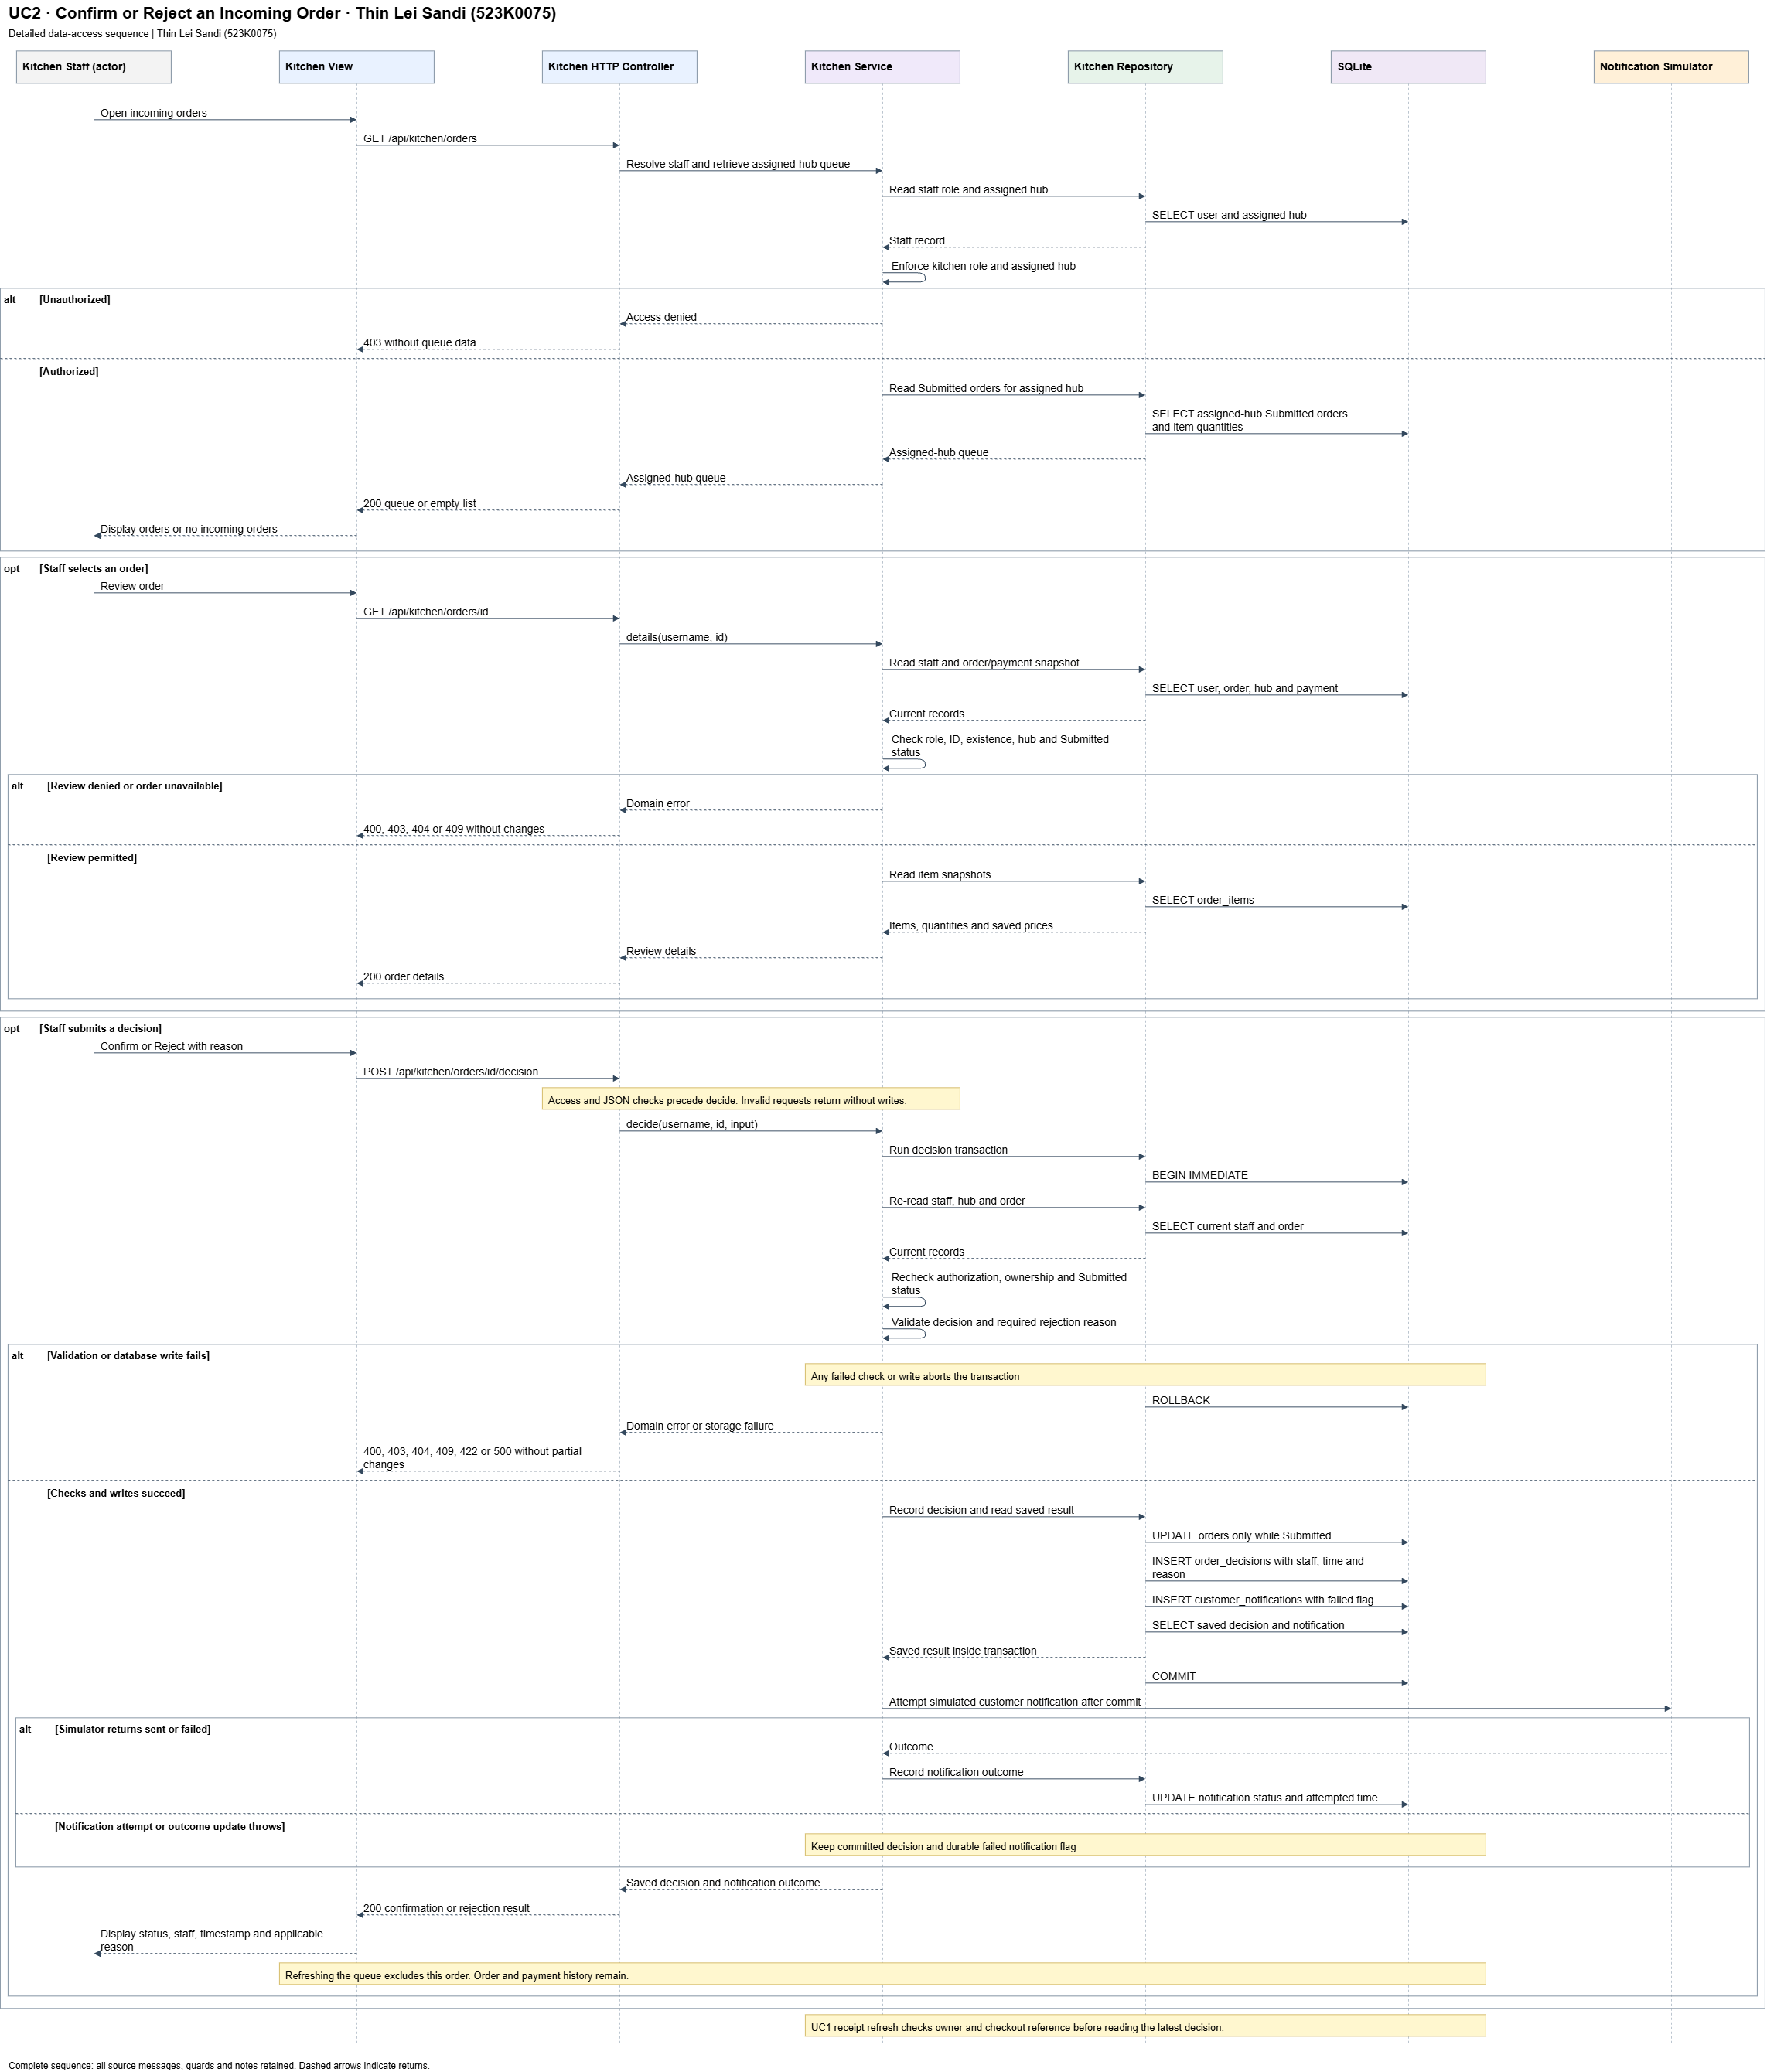 UC2 · Confirm or Reject an Incoming Order · Thin Lei Sandi (523K0075)
Detailed data-access sequence | Thin Lei Sandi (523K0075)
Kitchen Staff (actor)
Kitchen View
Kitchen HTTP Controller
Kitchen Service
Kitchen Repository
SQLite
Notification Simulator
Open incoming orders
GET /api/kitchen/orders
Resolve staff and retrieve assigned-hub queue
Read staff role and assigned hub
SELECT user and assigned hub
Staff record
Enforce kitchen role and assigned hub
alt [Unauthorized]
Access denied
403 without queue data
[Authorized]
Read Submitted orders for assigned hub
SELECT assigned-hub Submitted orders
and item quantities
Assigned-hub queue
Assigned-hub queue
200 queue or empty list
Display orders or no incoming orders
opt [Staff selects an order]
Review order
GET /api/kitchen/orders/id
details(username, id)
Read staff and order/payment snapshot
SELECT user, order, hub and payment
Current records
Check role, ID, existence, hub and Submitted
status
alt [Review denied or order unavailable]
Domain error
400, 403, 404 or 409 without changes
[Review permitted]
Read item snapshots
SELECT order_items
Items, quantities and saved prices
Review details
200 order details
opt [Staff submits a decision]
Confirm or Reject with reason
POST /api/kitchen/orders/id/decision
Access and JSON checks precede decide. Invalid requests return without writes.
decide(username, id, input)
Run decision transaction
BEGIN IMMEDIATE
Re-read staff, hub and order
SELECT current staff and order
Current records
Recheck authorization, ownership and Submitted
status
Validate decision and required rejection reason
alt [Validation or database write fails]
Any failed check or write aborts the transaction
ROLLBACK
Domain error or storage failure
400, 403, 404, 409, 422 or 500 without partial
changes
[Checks and writes succeed]
Record decision and read saved result
UPDATE orders only while Submitted
INSERT order_decisions with staff, time and
reason
INSERT customer_notifications with failed flag
SELECT saved decision and notification
Saved result inside transaction
COMMIT
Attempt simulated customer notification after commit
alt [Simulator returns sent or failed]
Outcome
Record notification outcome
UPDATE notification status and attempted time
[Notification attempt or outcome update throws]
Keep committed decision and durable failed notification flag
Saved decision and notification outcome
200 confirmation or rejection result
Display status, staff, timestamp and applicable
reason
Refreshing the queue excludes this order. Order and payment history remain.
UC1 receipt refresh checks owner and checkout reference before reading the latest decision.
Complete sequence: all source messages, guards and notes retained. Dashed arrows indicate returns.